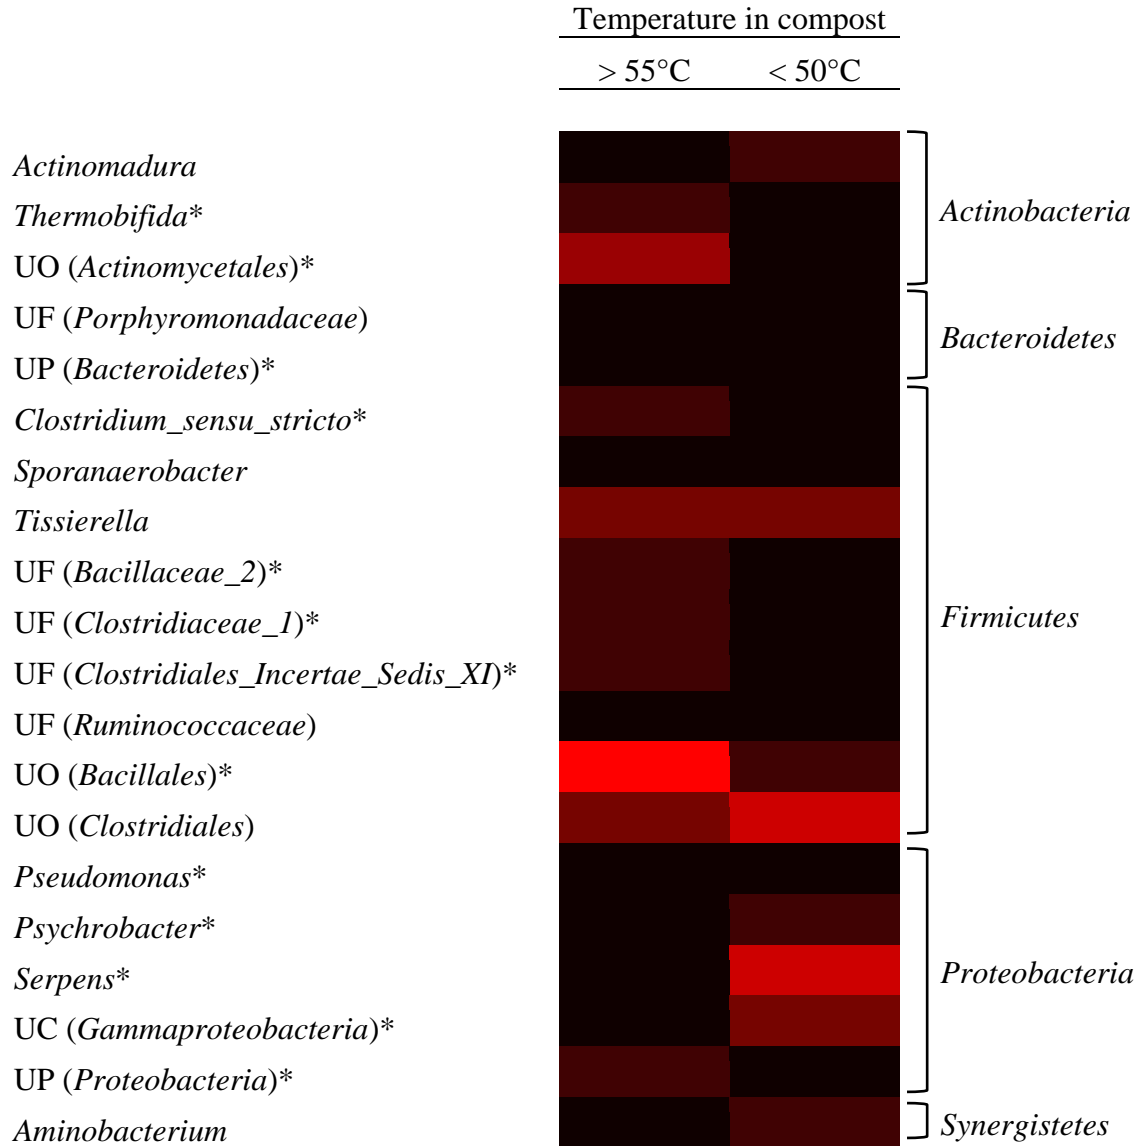 Temperature in compost
> 55°C < 50°C
Actinomadura
Thermobifida*
Actinobacteria
UO (Actinomycetales)*
UF (Porphyromonadaceae)
Bacteroidetes
UP (Bacteroidetes)*
Clostridium_sensu_stricto*
Sporanaerobacter
Tissierella
UF (Bacillaceae_2)*
UF (Clostridiaceae_1)*
Firmicutes
UF (Clostridiales_Incertae_Sedis_XI)*
UF (Ruminococcaceae)
UO (Bacillales)*
UO (Clostridiales)
Pseudomonas*
Psychrobacter*
Serpens*
Proteobacteria
UC (Gammaproteobacteria)*
UP (Proteobacteria)*
Aminobacterium
Synergistetes